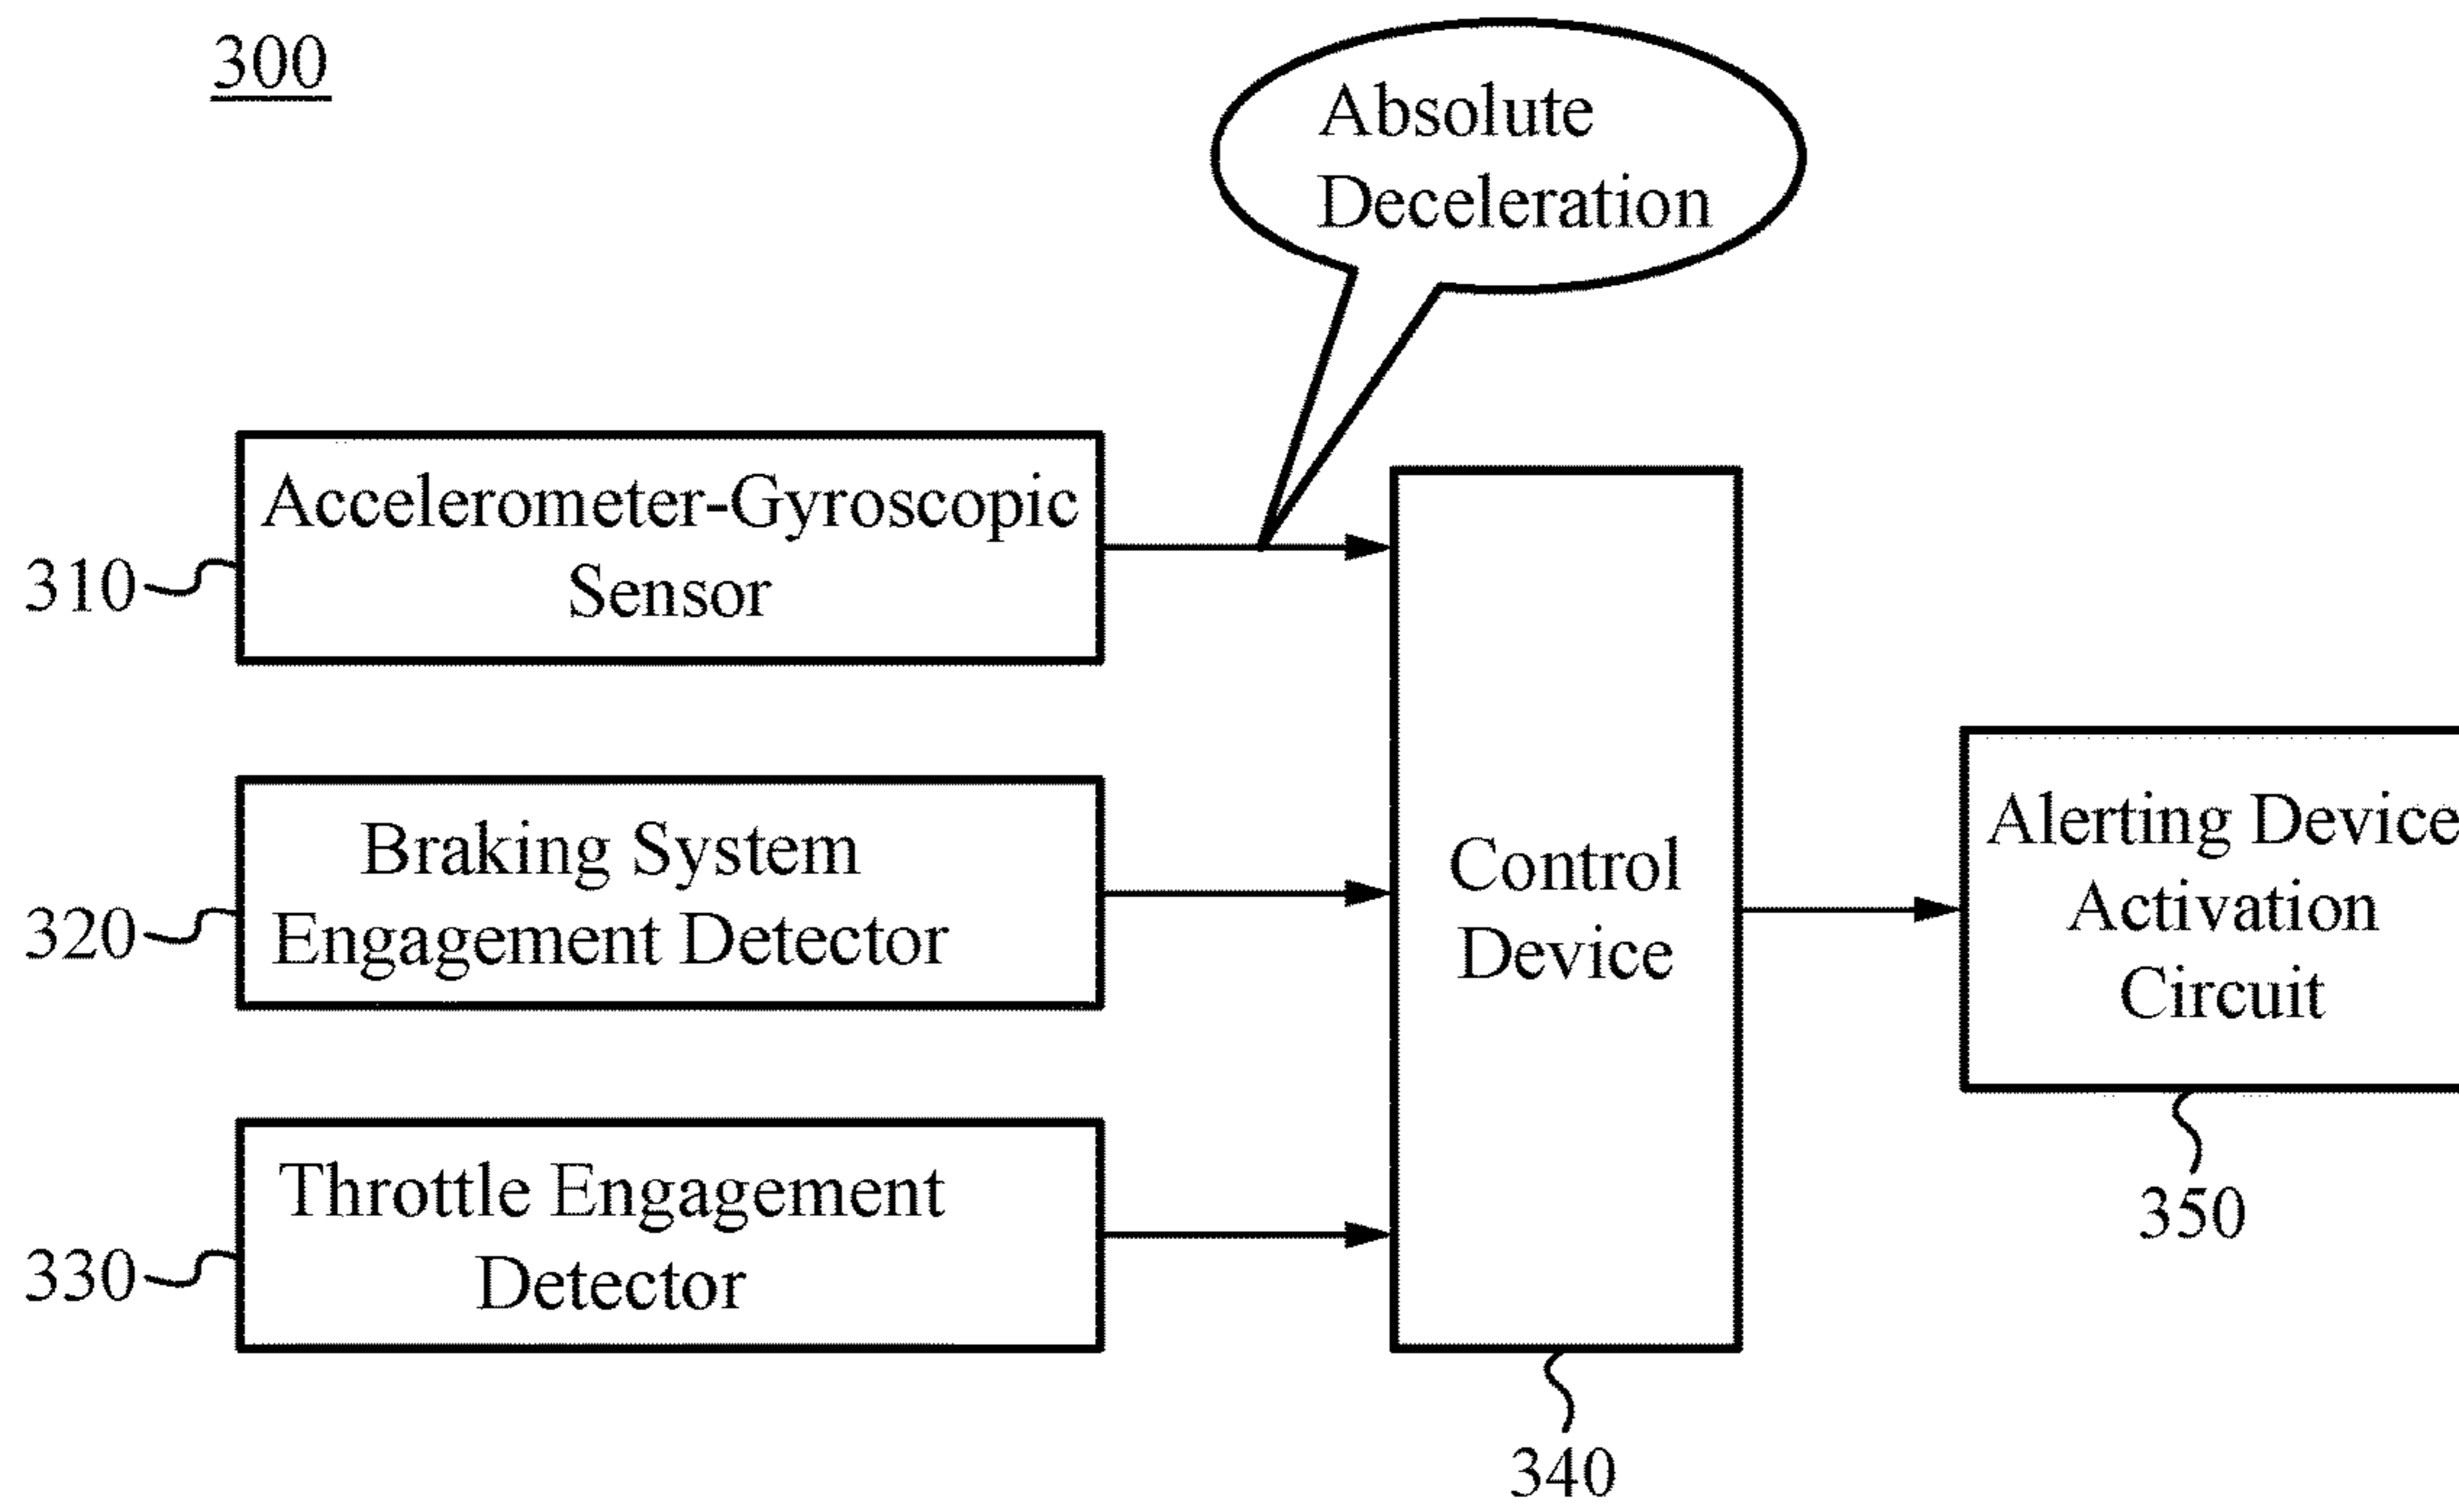 300
Absolute
Deceleration
Accelerometer-Gyroscopic
Sensor
310
Braking System
Engagement Detector
320
Throttle Engagement
Detector
330
Control
Device
340
Alerting Device
Activation
Circuit
350